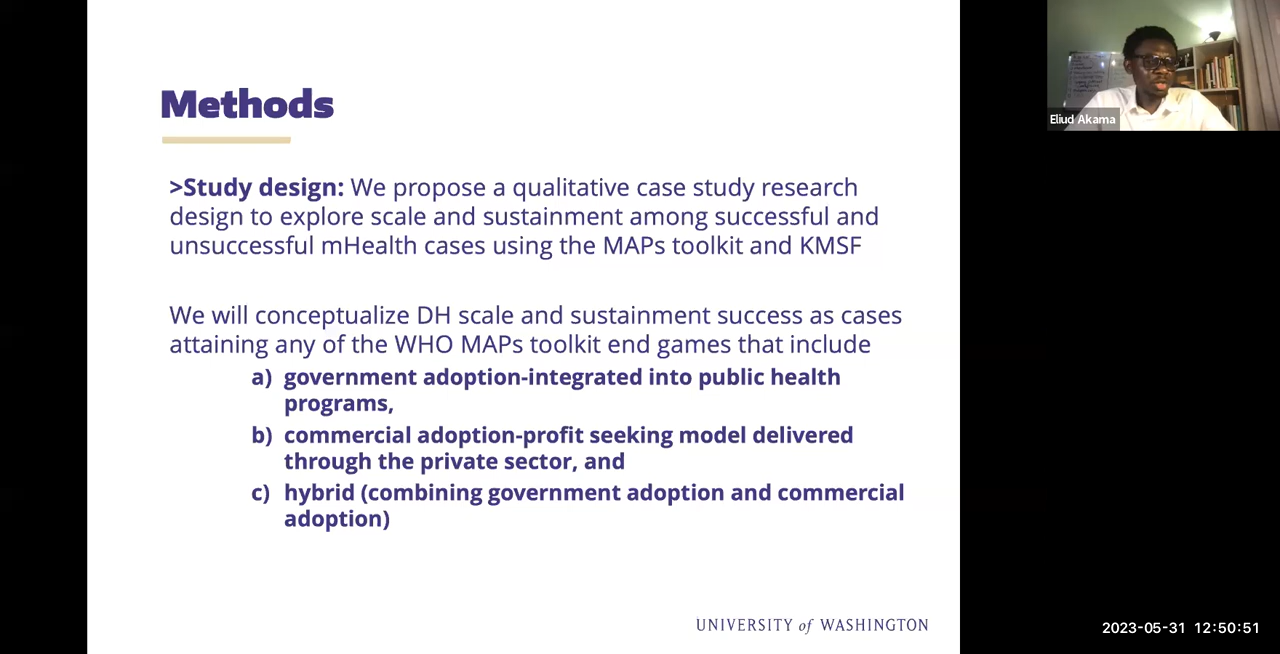 Methods
>Study design: We propose a qualitative case study research
design to explore scale and sustainment among successful and
unsuccessful mHealth cases using the MAPs toolkit and KMSF
We will conceptualize DH scale and sustainment success as cases
attaining any of the WHO MAPs toolkit end games that include
a) government adoption-integrated into public health
programs,
b) commercial adoption-profit seeking model delivered
through the private sector, and
c) hybrid (combining government adoption and commercial
adoption)
UNIVERSITY of WASHINGTON
Eliud Akama
2023-05-31 12:50:51